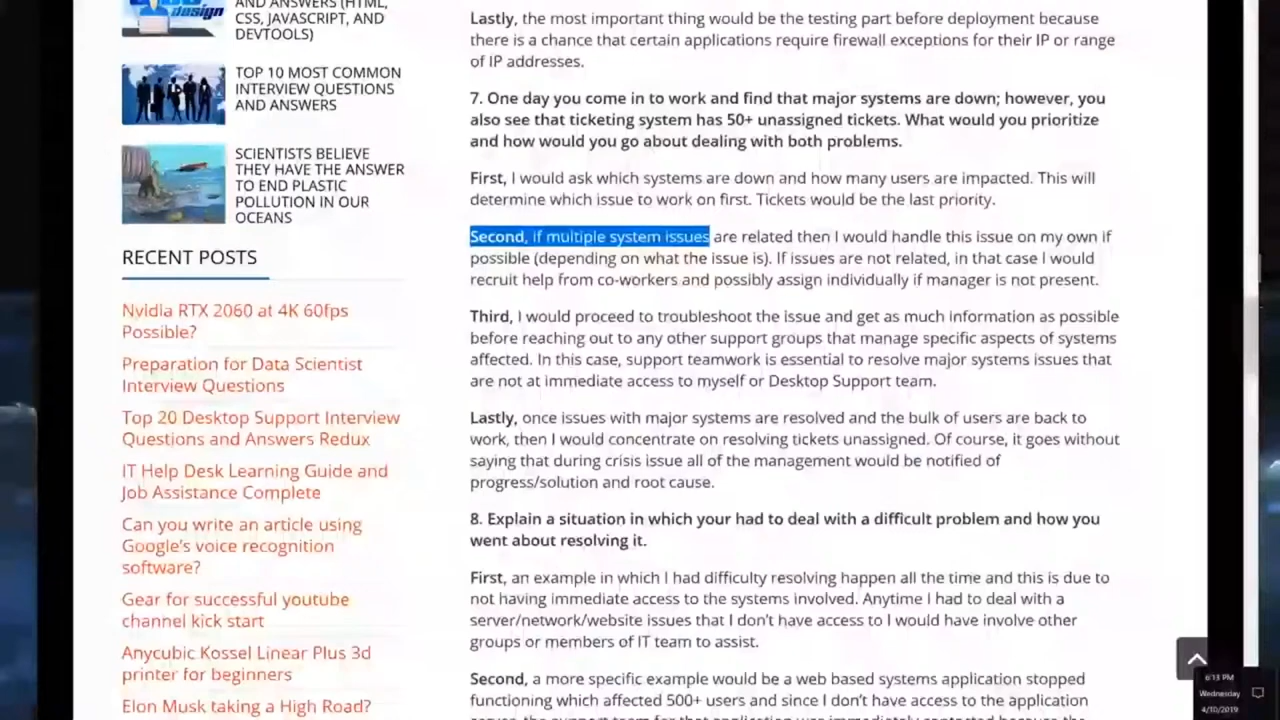 design
AND ANSWERS (HTML,
CSS, JAVASCRIPT, AND
DEVTOOLS)
TOP 10 MOST COMMON
INTERVIEW QUESTIONS
AND ANSWERS
SCIENTISTS BELIEVE
THEY HAVE THE ANSWER
TO END PLASTIC
POLLUTION IN OUR
OCEANS
RECENT POSTS
Nvidia RTX 2060 at 4K 60fps
Possible?
Preparation for Data Scientist
Interview Questions
Top 20 Desktop Support Interview
Questions and Answers Redux
IT Help Desk Learning Guide and
Job Assistance Complete
Can you write an article using
Google's voice recognition
software?
Gear for successful youtube
channel kick start
Anycubic Kossel Linear Plus 3d
printer for beginners
Elon Musk taking a High Road?
Lastly, the most important thing would be the testing part before deployment because
there is a chance that certain applications require firewall exceptions for their IP or range
of IP addresses.
7. One day you come in to work and find that major systems are down; however, you
also see that ticketing system has 50+ unassigned tickets. What would you prioritize
and how would you go about dealing with both problems.
First, I would ask which systems are down and how many users are impacted. This will
determine which issue to work on first. Tickets would be the last priority.
Second, if multiple system issues are related then I would handle this issue on my own if
possible (depending on what the issue is). If issues are not related, in that case I would
recruit help from co-workers and possibly assign individually if manager is not present.
Third, I would proceed to troubleshoot the issue and get as much information as possible
before reaching out to any other support groups that manage specific aspects of systems
affected. In this case, support teamwork is essential to resolve major systems issues that
are not at immediate access to myself or Desktop Support team.
Lastly, once issues with major systems are resolved and the bulk of users are back to
work, then I would concentrate on resolving tickets unassigned. Of course, it goes without
saying that during crisis issue all of the management would be notified of
progress/solution and root cause.
8. Explain a situation in which your had to deal with a difficult problem and how you
went about resolving it.
First, an example in which I had difficulty resolving happen all the time and this is due to
not having immediate access to the systems involved. Anytime I had to deal with a
server/network/website issues that I don't have access to I would have involve other
groups or members of IT team to assist.
Second, a more specific example would be a web based systems application stopped
functioning which affected 500+ users and since I don't have access to the application
6:13 PM
Wednesday
4/10/2019